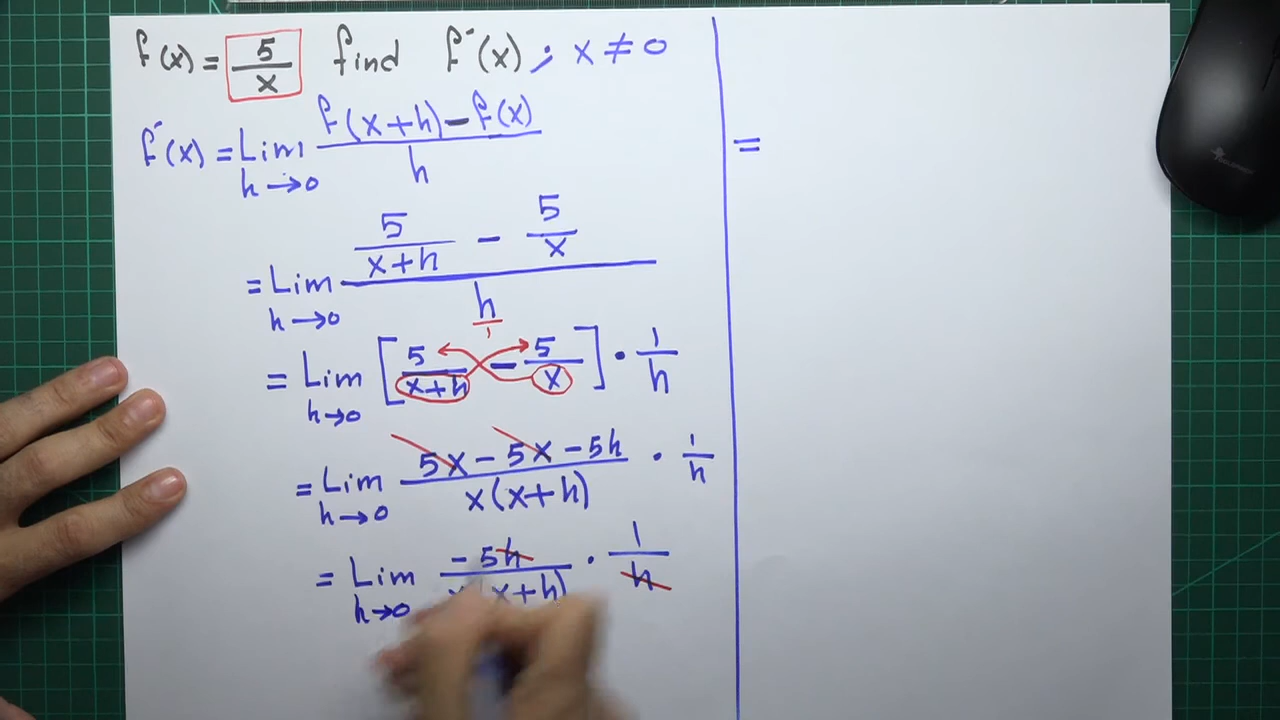 f'(x) = 5/x find f'(x) ; x ≠ 0
f'(x) = Lim h→0 f(x+h) – f(x) / h
= Lim h→0 5/(x+h) – 5/x / h/1
= Lim h→0 [ 5/(x+h) – 5/x ] · 1/h
= Lim h→0 5x – 5x – 5h / x(x+h) · 1/h
= Lim h→0 – 5h / x(x+h) · 1/h
=